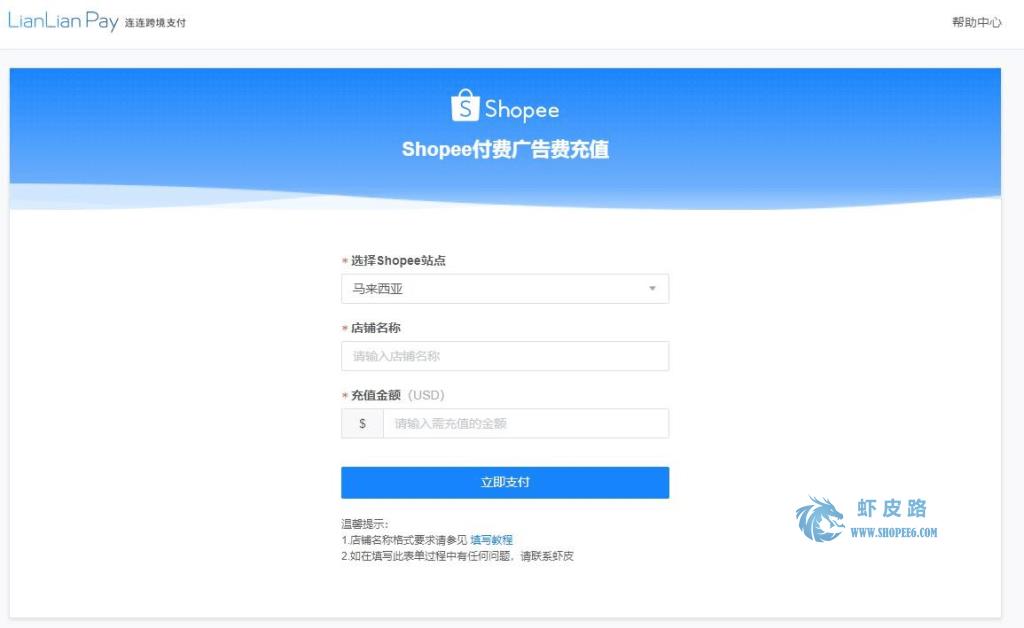 LianLian Pay 连连跨境支付
帮助中心
Shopee
Shopee付费广告费充值
* 选择Shopee站点
马来西亚
* 店铺名称
请输入店铺名称
* 充值金额（USD）
$ 请输入需充值的金额
立即支付
温馨提示：
1.店铺名称格式要求请参见 填写教程
2.如在填写此表单过程中有任何问题，请联系虾皮
虾皮路
WWW.SHOPEE6.COM